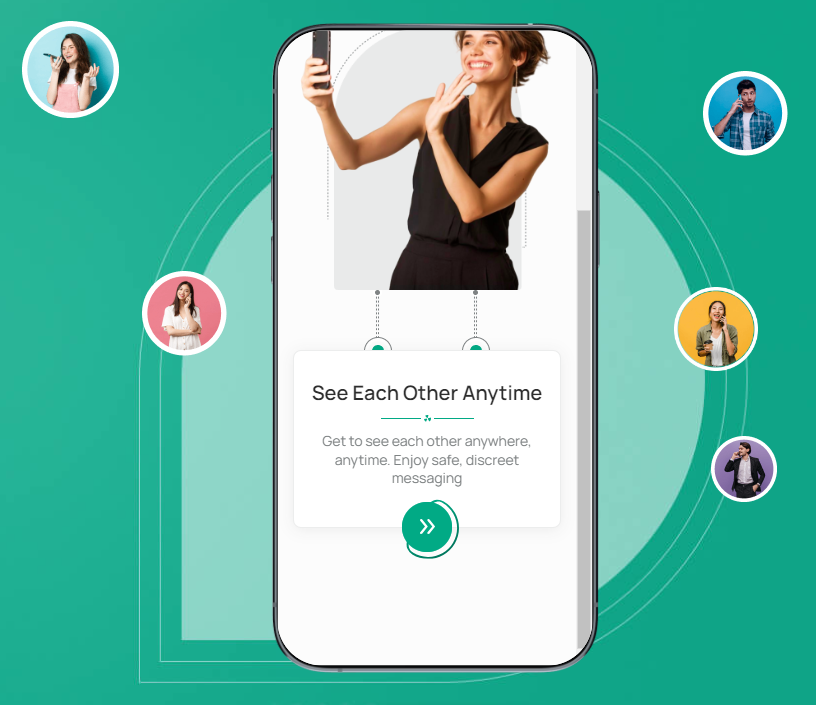 See Each Other Anytime
Get to see each other anywhere,
anytime. Enjoy safe, discreet
messaging